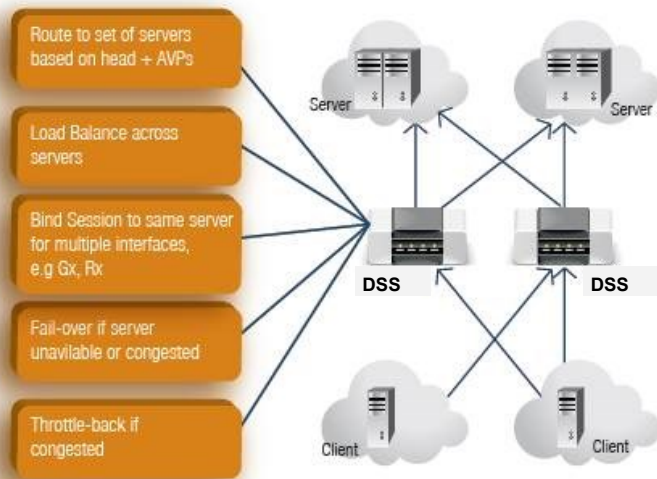 Route to set of servers
based on head + AVPs
Load Balance across
servers
Bind Session to same server
for multiple interfaces,
e.g Gx, Rx
Fail-over if server
unavilable or congested
Throttle-back if
congested
Server
Server
DSS
DSS
Client
Client